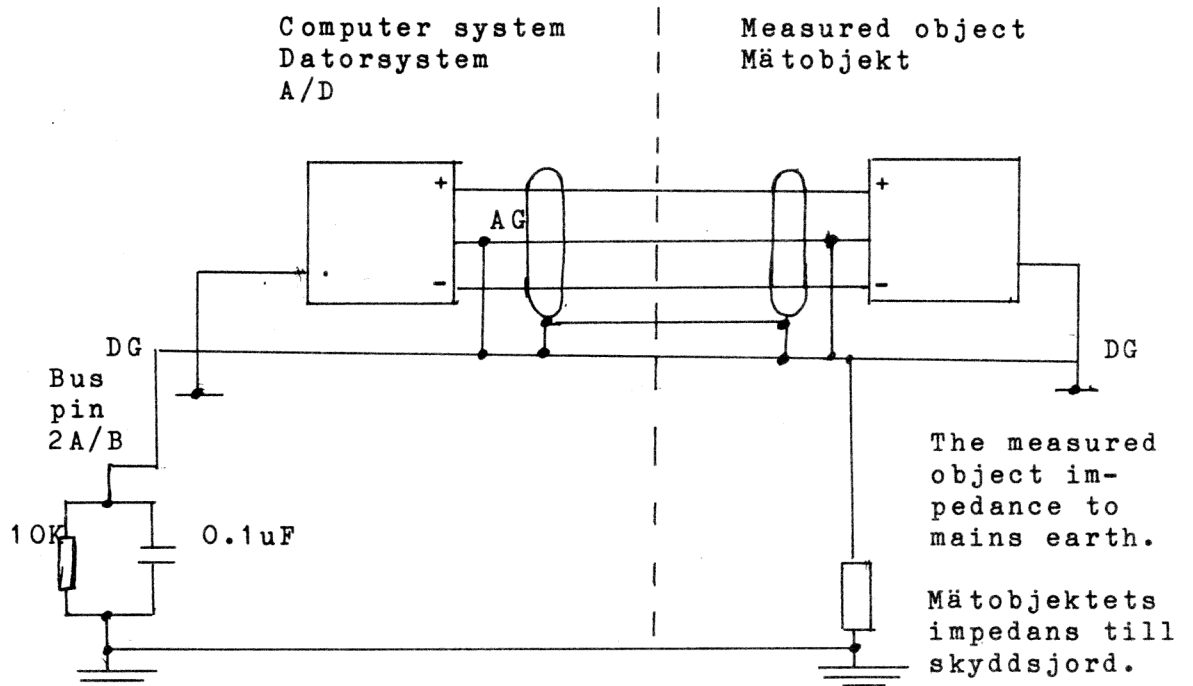 Computer system
Datorsystem
A/D
Measured object
Mätobjekt
+
+
AG
-
-
DG
DG
Bus
pin
2A/B
10K
0.1uF
The measured
object im-
pedance to
mains earth.
Mätobjektets
impedans till
skyddsjord.